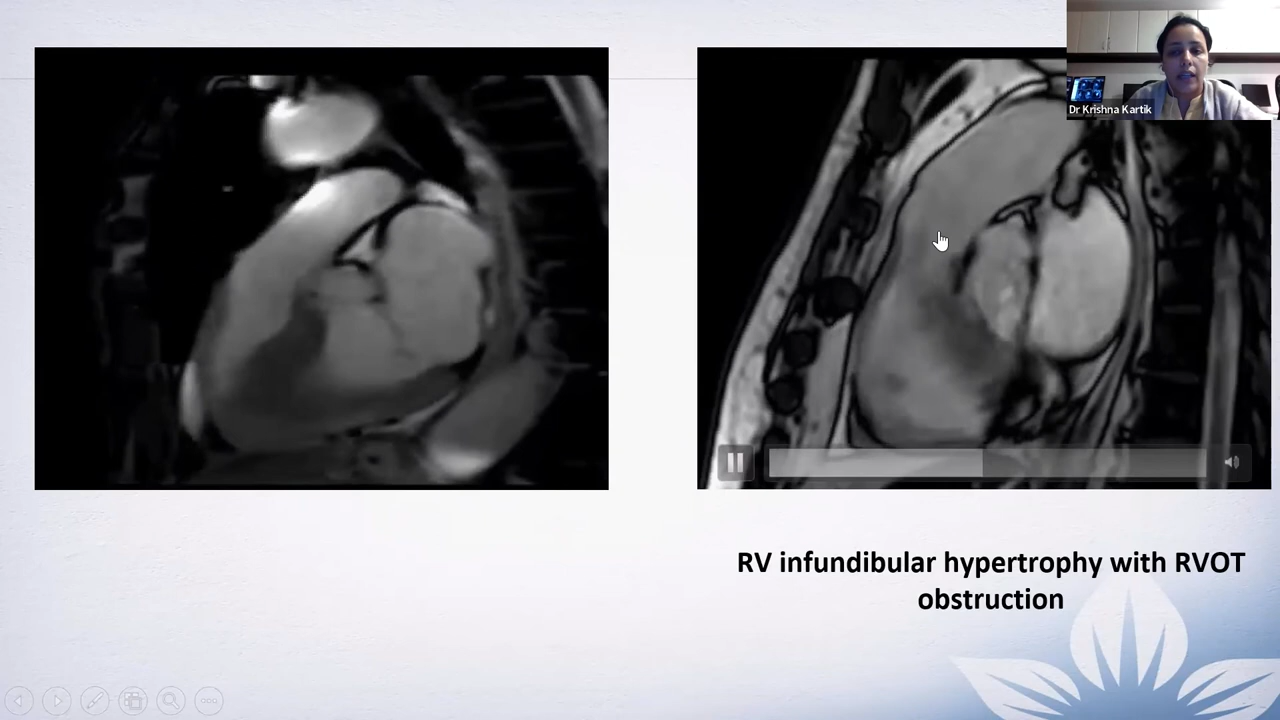 Dr Krishna Kartik
RV infundibular hypertrophy with RVOT
obstruction